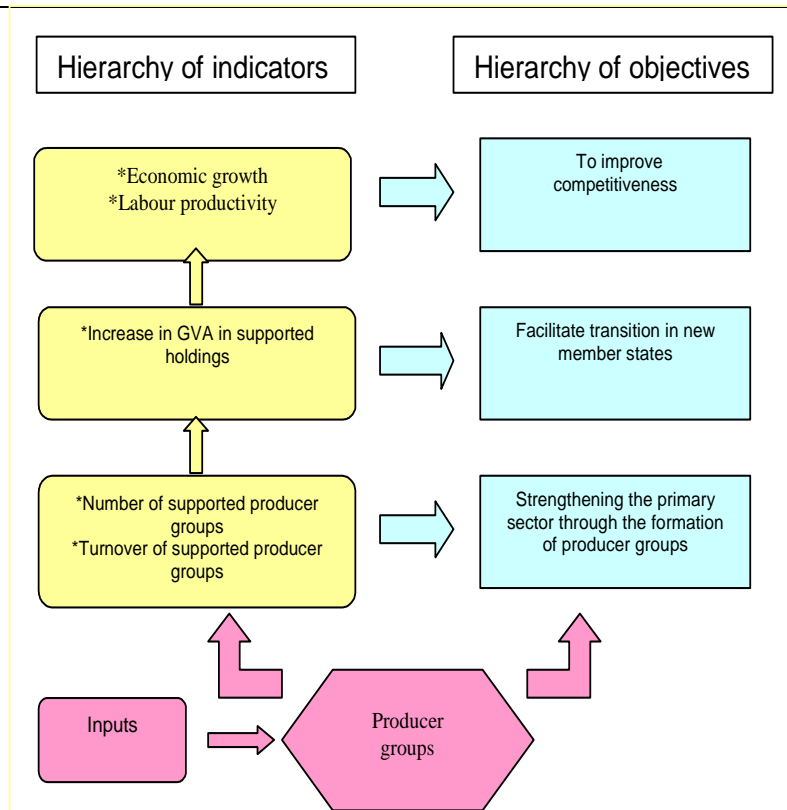 Hierarchy of indicators
Hierarchy of objectives
*Economic growth
*Labour productivity
To improve
competitiveness
*Increase in GVA in supported
holdings
Facilitate transition in new
member states
*Number of supported producer
groups
*Turnover of supported producer
groups
Strengthening the primary
sector through the formation
of producer groups
Inputs
Producer
groups